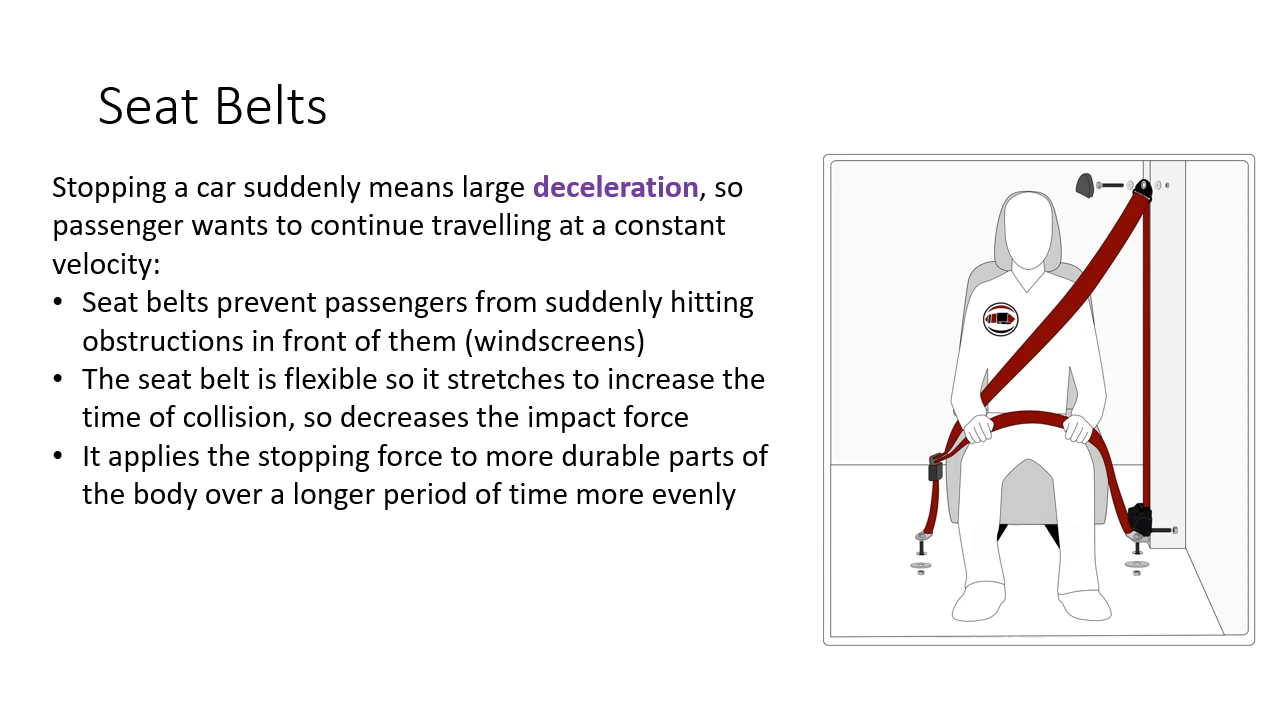 Seat Belts
Stopping a car suddenly means large deceleration, so
passenger wants to continue travelling at a constant
velocity:
• Seat belts prevent passengers from suddenly hitting
obstructions in front of them (windscreens)
• The seat belt is flexible so it stretches to increase the
time of collision, so decreases the impact force
• It applies the stopping force to more durable parts of
the body over a longer period of time more evenly